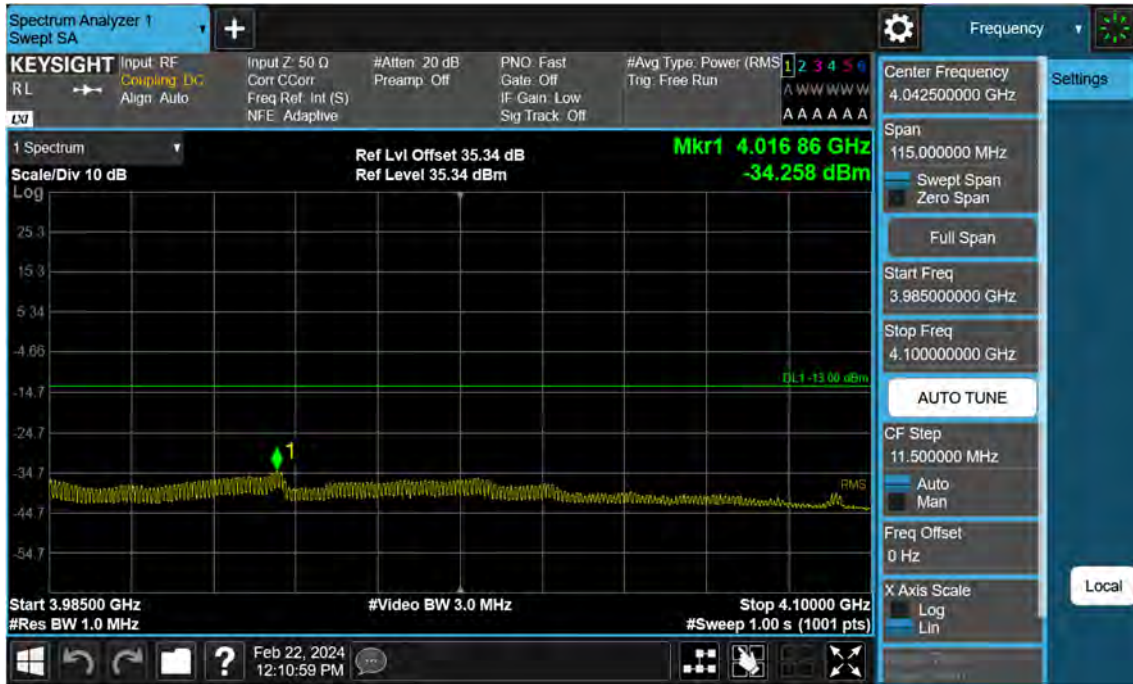 Spectrum Analyzer 1
Swept SA
+
Frequency
KEYSIGHT
Input: RF
Input Z: 50 Ω
#Atten: 20 dB
PNO: Fast
#Avg Type: Power (RMS
1 2 3 4 5 6
RL
Coupling: DC
Corr CCorr
Preamp: Off
Gate: Off
Trig: Free Run
A W W W W W
Align: Auto
Freq Ref: Int (S)
IF Gain: Low
A A A A A A
LXI
NFE: Adaptive
Sig Track: Off
Center Frequency
4.042500000 GHz
Settings
Span
115.000000 MHz
Swept Span
Zero Span
Full Span
Start Freq
3.985000000 GHz
Stop Freq
4.100000000 GHz
AUTO TUNE
CF Step
11.500000 MHz
Auto
Man
Freq Offset
0 Hz
X Axis Scale
Log
Lin
Local
1 Spectrum
Ref Lvl Offset 35.34 dB
Mkr1 4.016 86 GHz
Scale/Div 10 dB
Ref Level 35.34 dBm
-34.258 dBm
Log
25.3
15.3
5.34
-4.66
DL1 -13.00 dBm
-14.7
-24.7
1
-34.7
RMS
-44.7
-54.7
Start 3.98500 GHz
#Video BW 3.0 MHz
Stop 4.10000 GHz
#Res BW 1.0 MHz
#Sweep 1.00 s (1001 pts)
?
Feb 22, 2024
12:10:59 PM